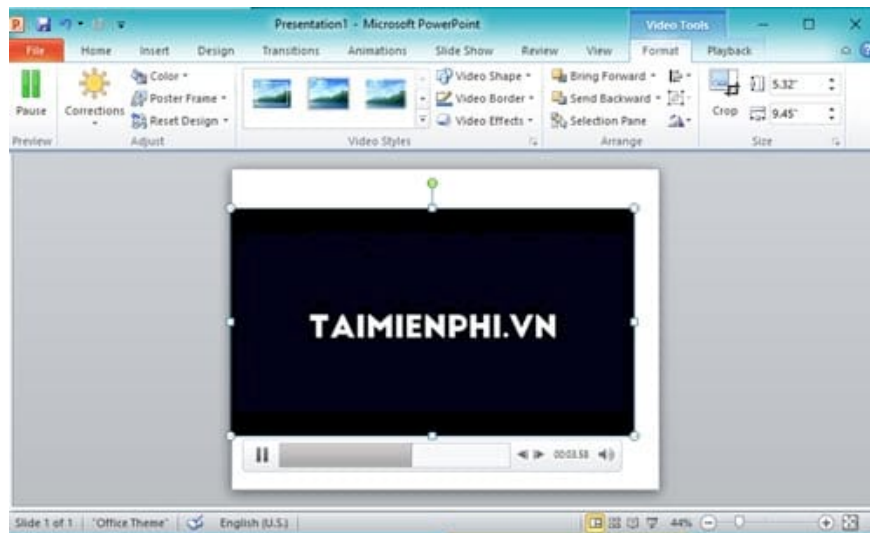 Presentation1 - Microsoft PowerPoint
Video Tools
File Home Insert Design Transitions Animations Slide Show Review View Format Playback
Color Video Shape Bring Forward 5.32"
Pause Corrections Poster Frame Video Border Send Backward Crop 9.45"
Reset Design Video Effects Selection Pane
Preview Adjust Video Styles Arrange Size
TAIMIENPHI.VN
00:03.58
Slide 1 of 1 "Office Theme" English (U.S.) 44%